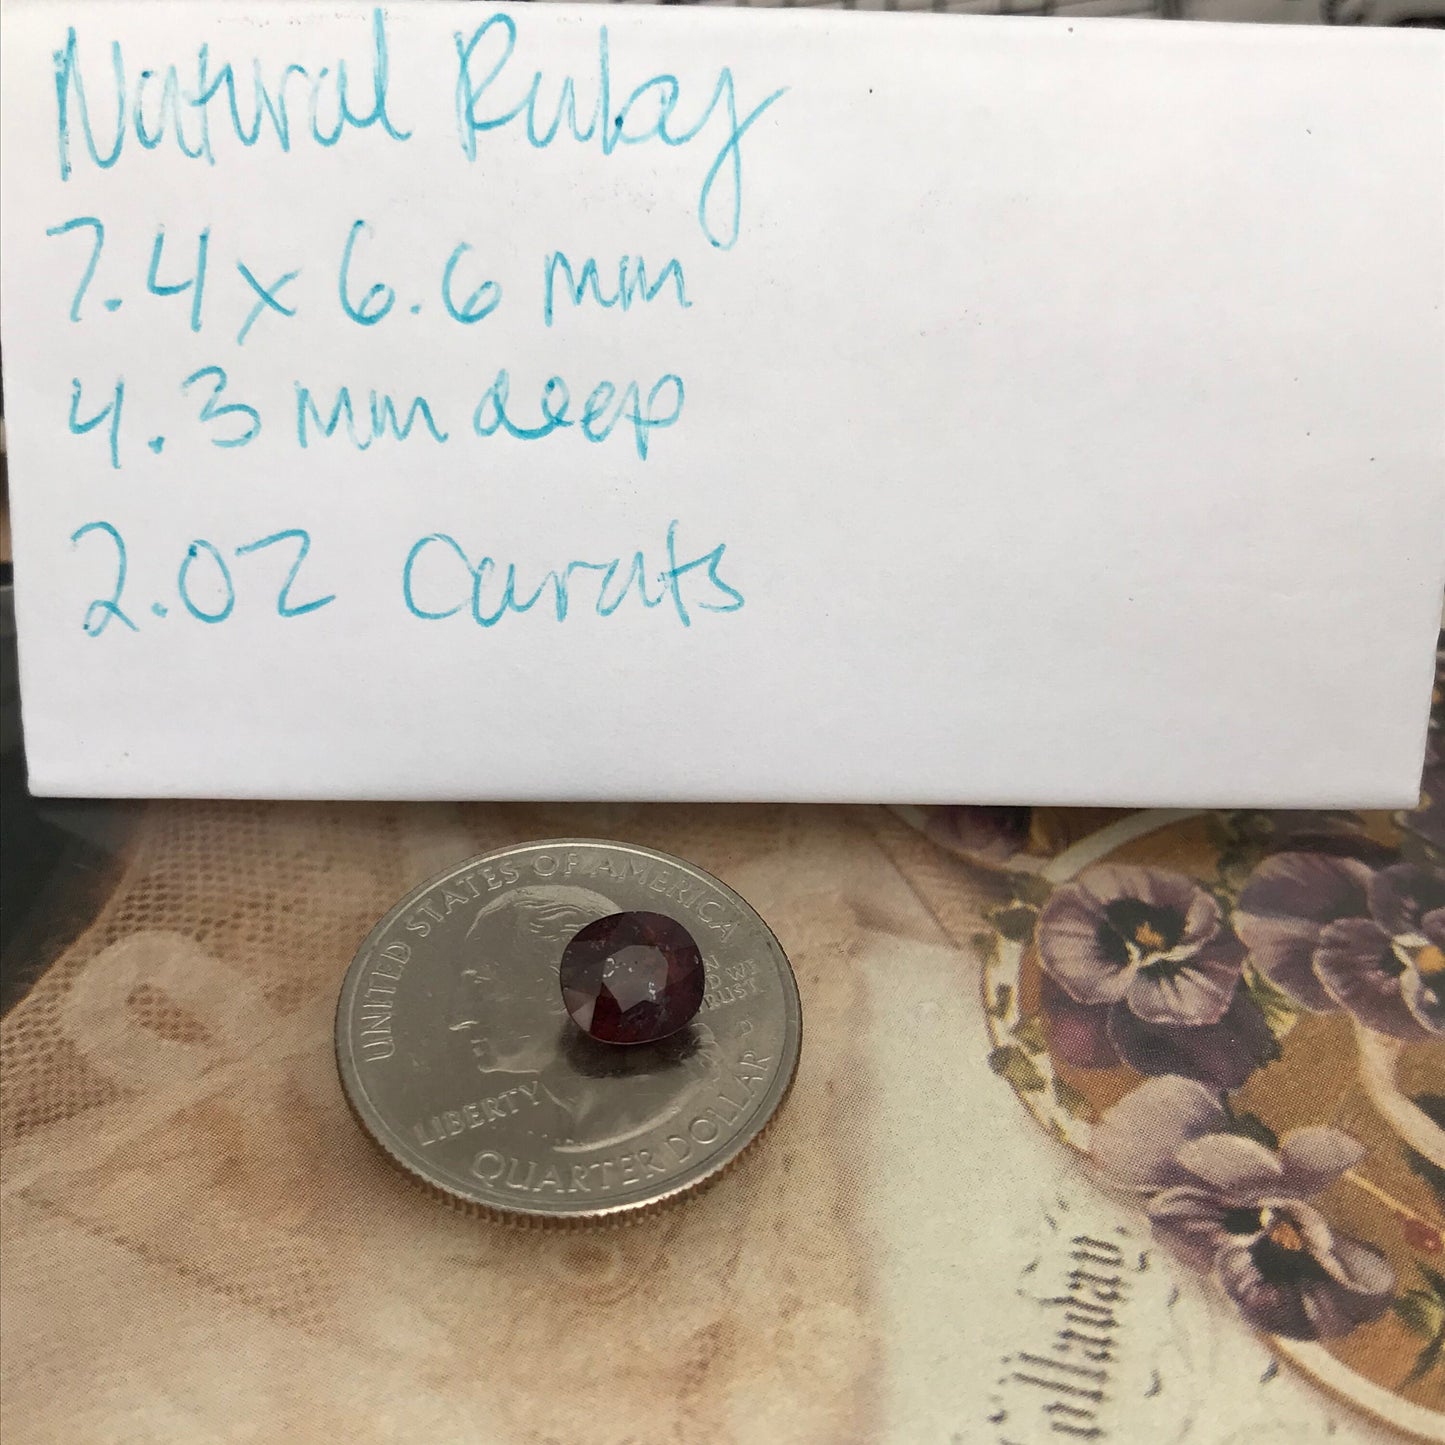 Natural Ruby
7.4 x 6.6 mm
4.3 mm deep
2.02 Carats
UNITED STATES OF AMERICA
LIBERTY
QUARTER DOLLAR